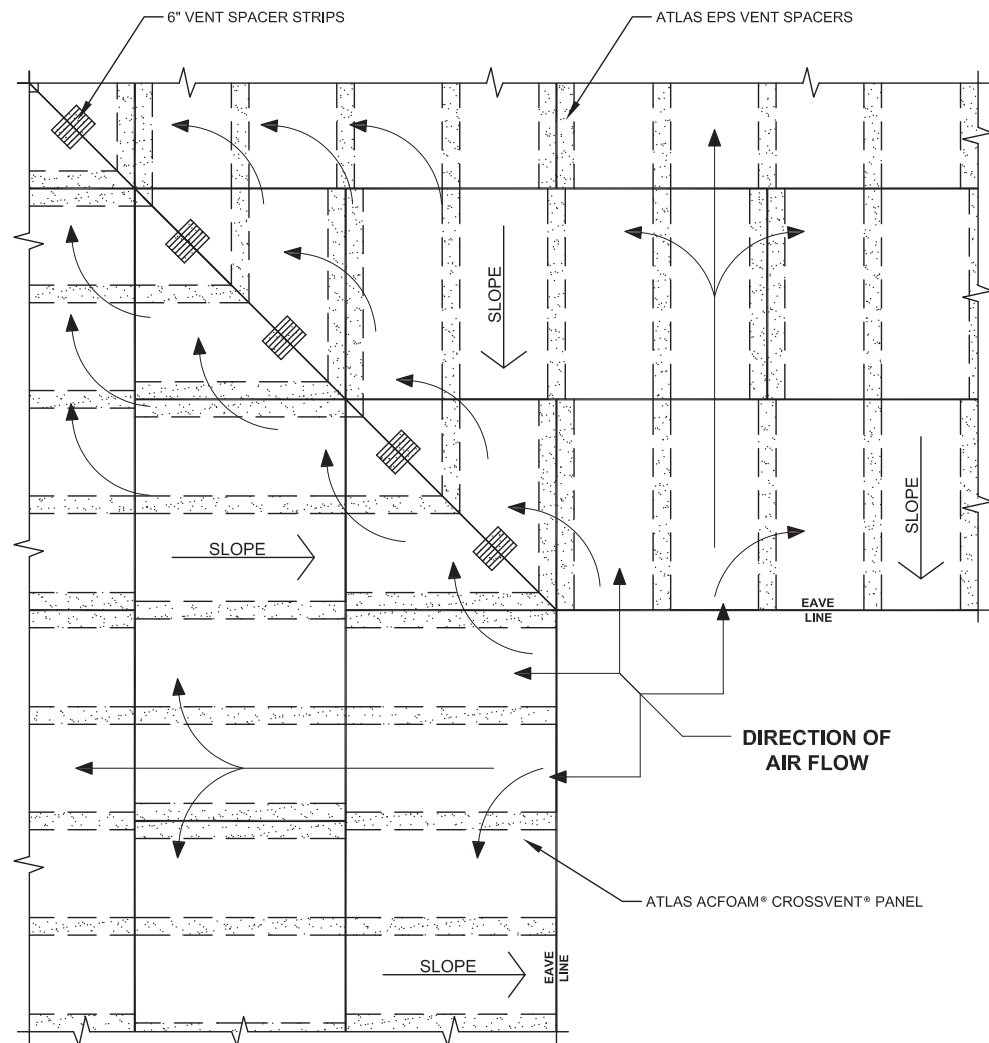 6" VENT SPACER STRIPS
ATLAS EPS VENT SPACERS
SLOPE
SLOPE
SLOPE
EAVE
LINE
DIRECTION OF
AIR FLOW
ATLAS ACFOAM® CROSSVENT® PANEL
SLOPE
EAVE
LINE